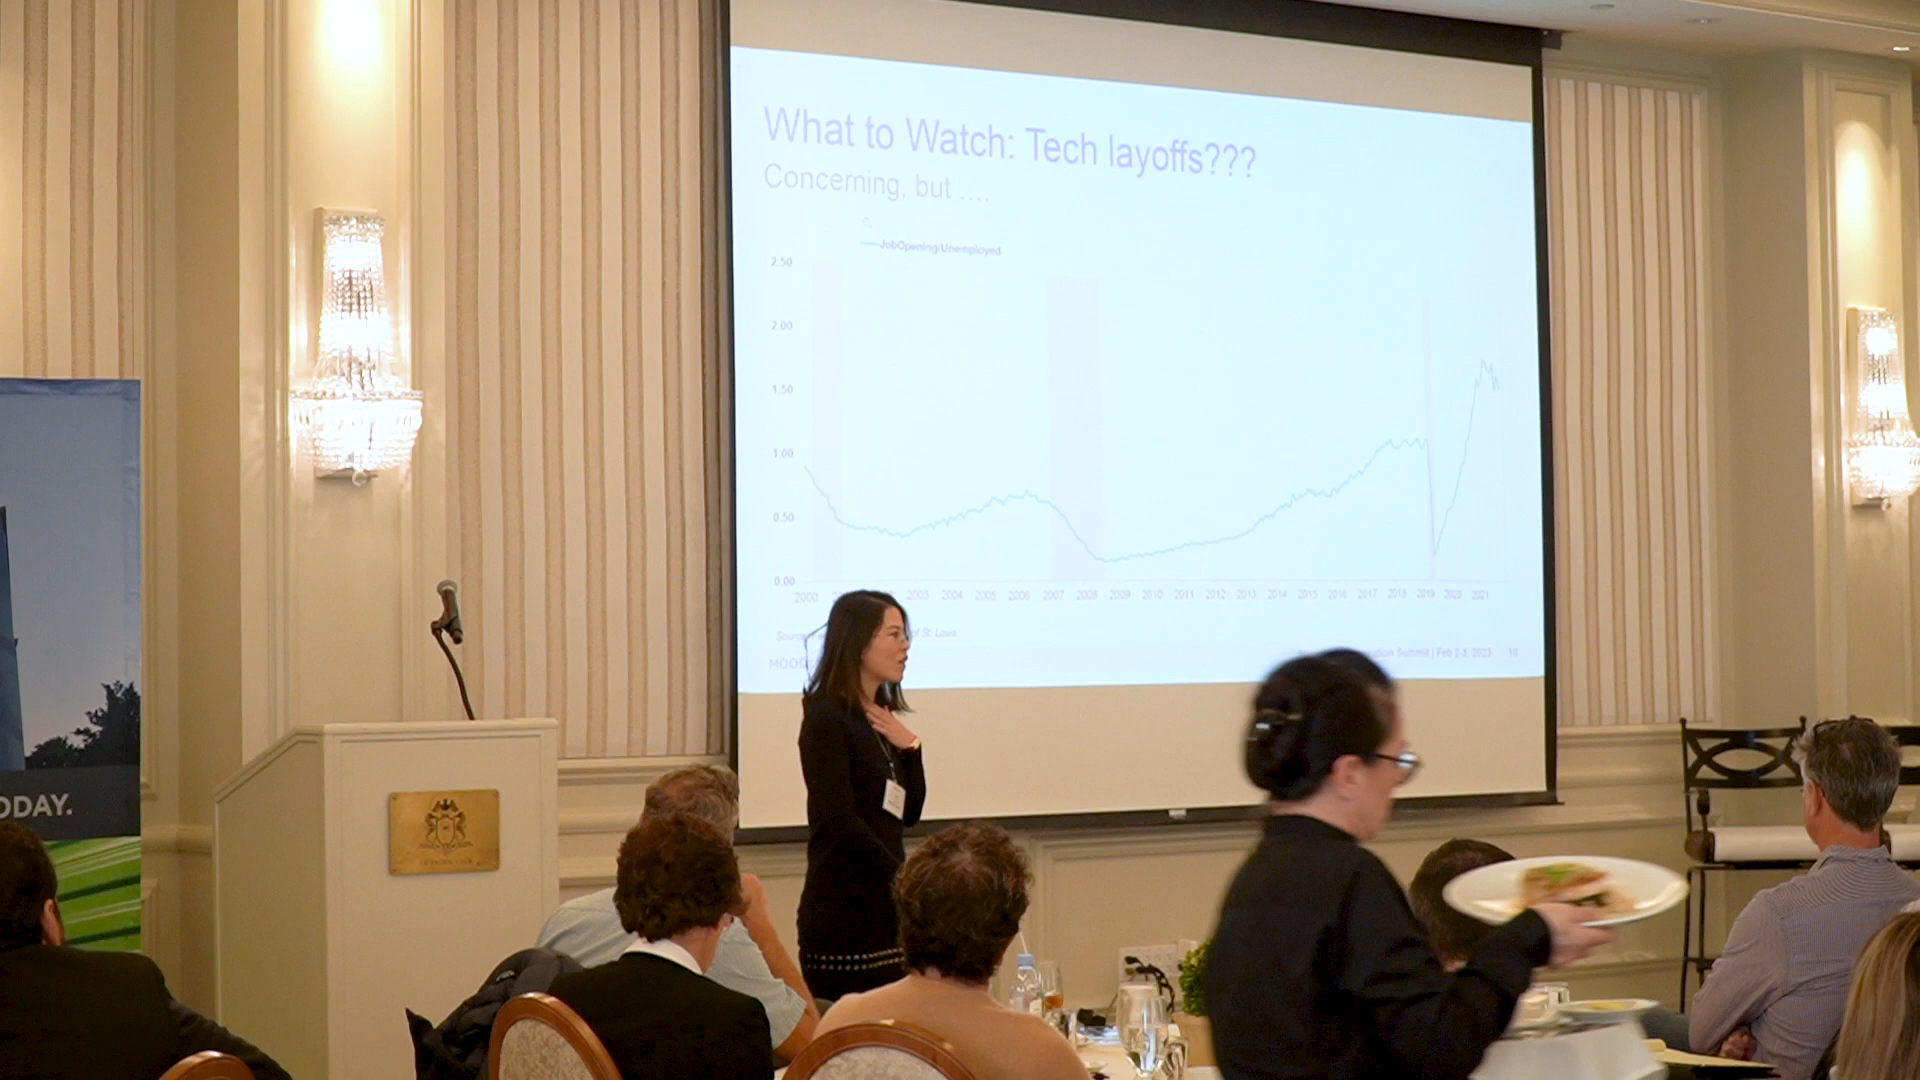 What to Watch: Tech layoffs???
Concerning, but ....
JobOpening/Unemployed
2.50
2.00
1.50
1.00
0.50
0.00
2000 2003 2004 2005 2006 2007 2008 2009 2010 2011 2012 2013 2014 2015 2016 2017 2018 2019 2020 2021
of St. Louis
Summit | Feb 2-3, 2023
ODAY.